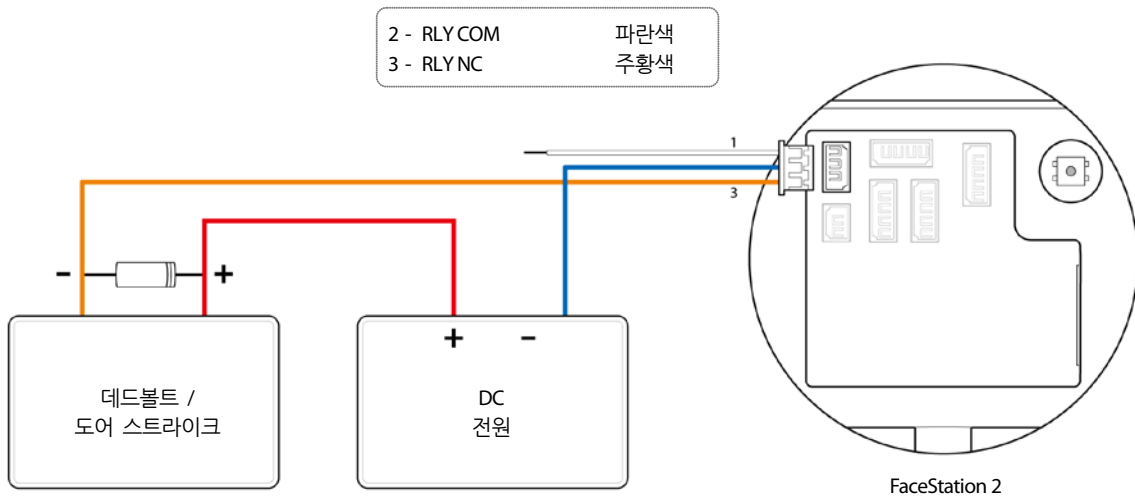 2 - RLY COM 파란색
3 - RLY NC 주황색
1
3
- +
+ -
데드볼트 /
도어 스트라이크
DC
전원
FaceStation 2